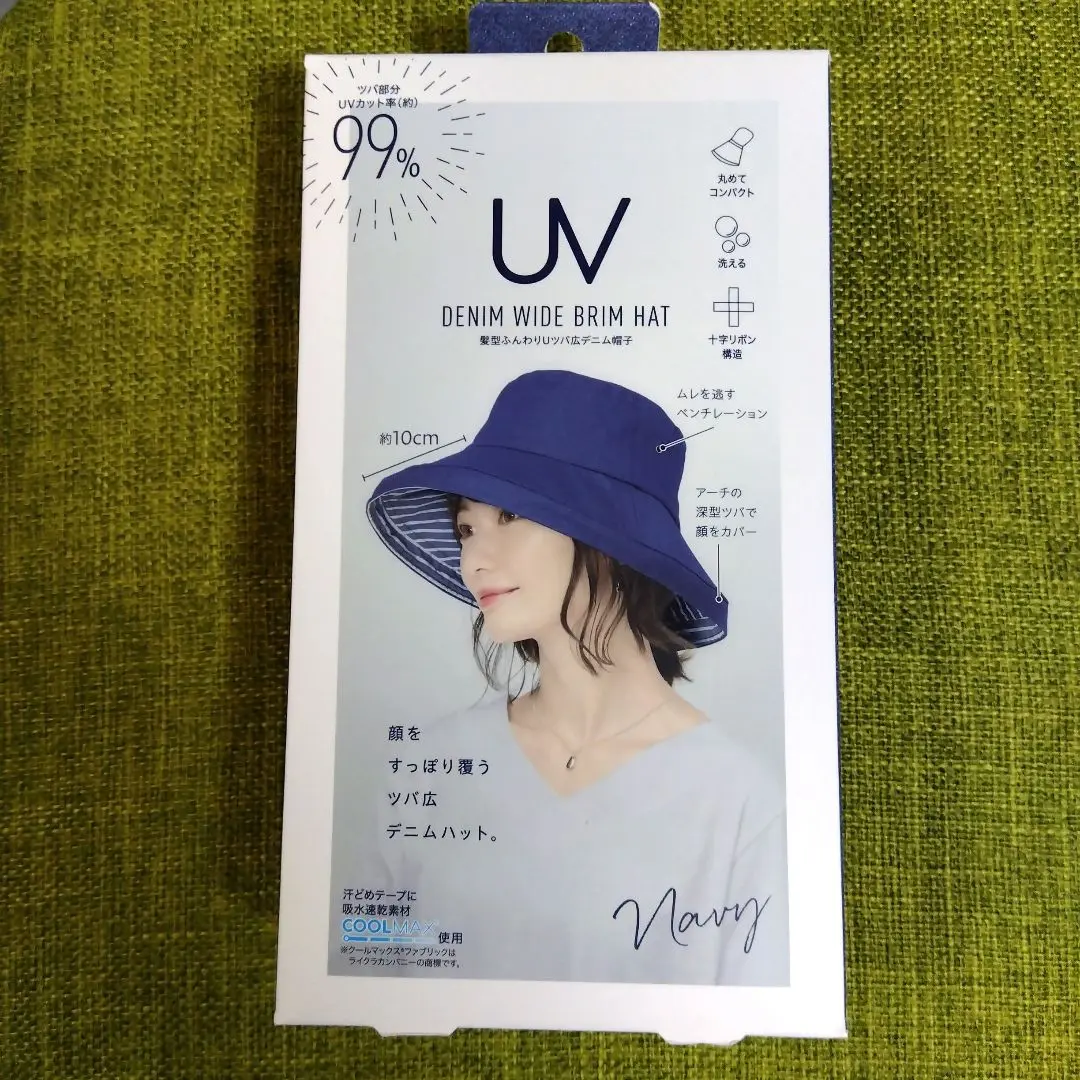 ツバ部分
UVカット率(約)
99%
丸めて
コンパクト
洗える
十字リボン
構造
UV
DENIM WIDE BRIM HAT
髪型ふんわりUツバ広デニム帽子
ムレを逃す
ベンチレーション
約10cm
アーチの
深型ツバで
顔をカバー
顔を
すっぽり覆う
ツバ広
デニムハット。
汗どめテープに
吸水速乾素材
COOLMAX®使用
※クールマックス®ファブリックは
ライクラカンパニーの商標です。
Navy